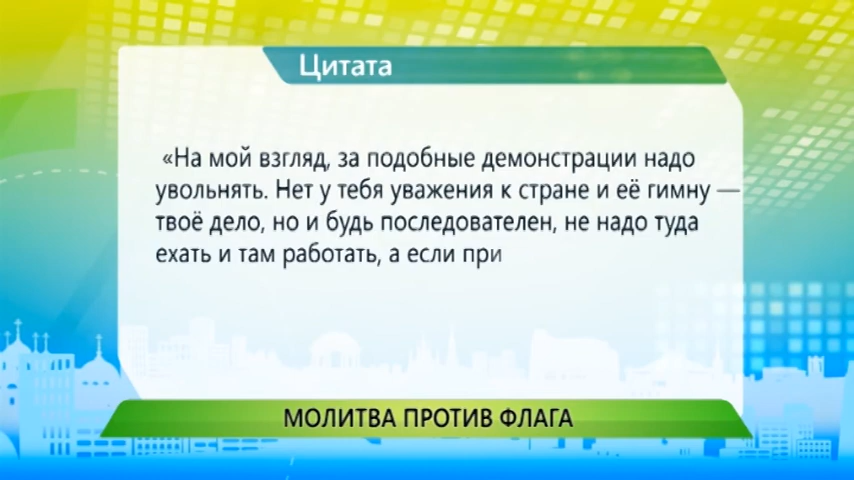 Цитата
«На мой взгляд, за подобные демонстрации надо
увольнять. Нет у тебя уважения к стране и её гимну —
твоё дело, но и будь последователен, не надо туда
ехать и там работать, а если при
МОЛИТВА ПРОТИВ ФЛАГА